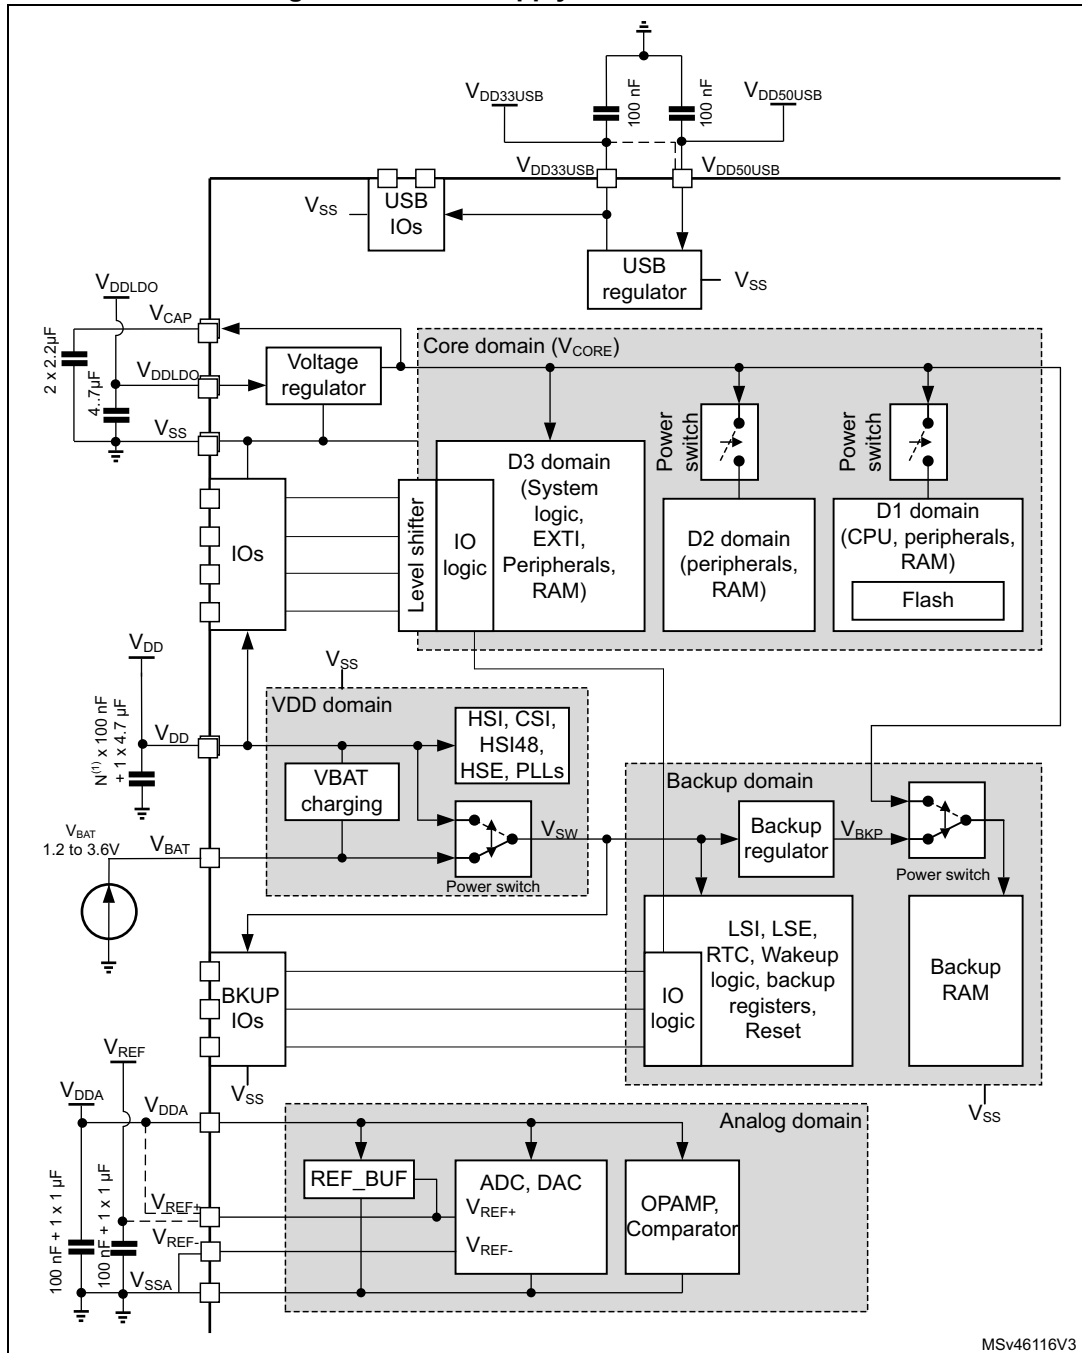 V_DD33USB
100 nF
100 nF
V_DD50USB
V_DD33USB
V_DD50USB
V_SS
USB
IOs
USB
regulator
V_SS
V_DDLDO
V_CAP
2 x 2.2µF
4..7µF
V_DDLDO
V_SS
Voltage
regulator
Core domain (V_CORE)
Power
switch
Power
switch
D3 domain
(System
logic,
EXTI,
Peripherals,
RAM)
IO
logic
Level shifter
IOs
D2 domain
(peripherals,
RAM)
D1 domain
(CPU, peripherals,
RAM)
Flash
V_DD
N(1) x 100 nF
+ 1 x 4.7 µF
V_DD
V_SS
VDD domain
HSI, CSI,
HSI48,
HSE, PLLs
VBAT
charging
V_BAT
1.2 to 3.6V
V_BAT
Power switch
V_SW
Backup domain
Backup
regulator
V_BKP
Power switch
LSI, LSE,
RTC, Wakeup
logic, backup
registers,
Reset
IO
logic
Backup
RAM
BKUP
IOs
V_SS
V_SS
V_REF
V_DDA
V_DDA
100 nF + 1 x 1 µF
100 nF + 1 x 1 µF
V_REF+
V_REF-
V_SSA
Analog domain
REF_BUF
ADC, DAC
V_REF+
V_REF-
OPAMP,
Comparator
MSv46116V3